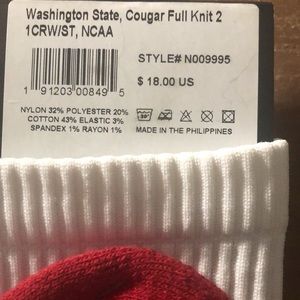 Washington State, Cougar Full Knit 2
1CRW/ST, NCAA
STYLE# N009995
$ 18.00 US
1 91203 00849 5
NYLON 32% POLYESTER 20%
COTTON 43% ELASTIC 3%
SPANDEX 1% RAYON 1%
MADE IN THE PHILIPPINES